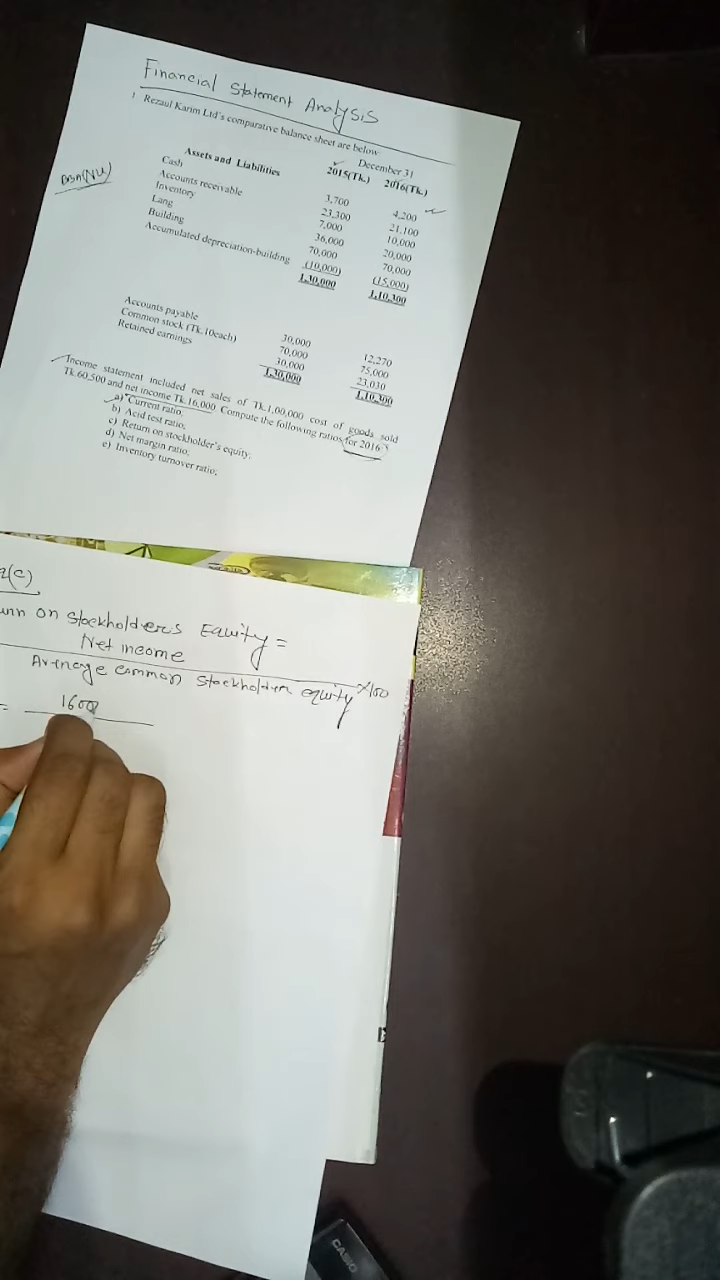 Financial Statement Analysis
1 Rezaul Karim Ltd's comparative balance sheet are below
December 31
Assets and Liabilities 2015(Tk.) 2016(Tk.)
Cash 3,700 4,200
Accounts receivable 23,300 21,100
Inventory 7,000 10,000
Lang 36,000 20,000
Building 70,000 70,000
Accumulated depreciation-building (10,000) (15,000)
1,30,000 1,10,300
Accounts payable 30,000 12,270
Common stock (Tk.10each) 70,000 75,000
Retained earnings 30,000 23,030
1,30,000 1,10,300
Income statement included net sales of Tk.1,00,000 cost of goods sold
Tk.60,500 and net income Tk.16,000 Compute the following ratios for 2016
a) Current ratio;
b) Acid test ratio;
c) Return on stockholder's equity;
d) Net margin ratio;
e) Inventory turnover ratio;
on Stockholders Equity =
Net income
Average common stockholder equity ×100
= 1600
CASIO